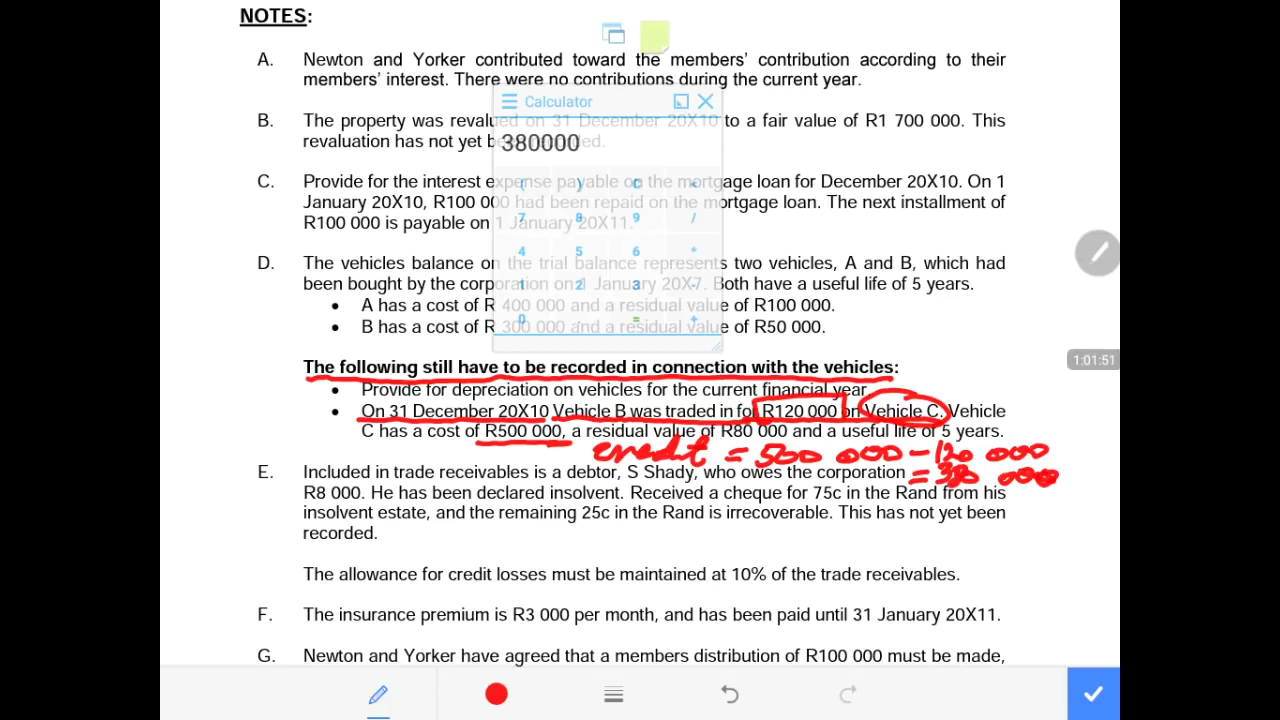 NOTES:
A. Newton and Yorker contributed toward the members' contribution according to their
members' interest. There were no contributions during the current year.
Calculator
380000
( ) C
7 8 9 /
4 5 6 *
1 2 3 -
0 . = +
B. The property was revalued on 31 December 20X10 to a fair value of R1 700 000. This
revaluation has not yet been recorded.
C. Provide for the interest expense payable on the mortgage loan for December 20X10. On 1
January 20X10, R100 000 had been repaid on the mortgage loan. The next installment of
R100 000 is payable on 1 January 20X11.
D. The vehicles balance on the trial balance represents two vehicles, A and B, which had
been bought by the corporation on 1 January 20X7. Both have a useful life of 5 years.
• A has a cost of R 400 000 and a residual value of R100 000.
• B has a cost of R 300 000 and a residual value of R50 000.
1:01:51
The following still have to be recorded in connection with the vehicles:
• Provide for depreciation on vehicles for the current financial year
• On 31 December 20X10 Vehicle B was traded in for R120 000 on Vehicle C. Vehicle
C has a cost of R500 000, a residual value of R80 000 and a useful life of 5 years.
credit = 500 000 - 120 000
= 380 000
E. Included in trade receivables is a debtor, S Shady, who owes the corporation
R8 000. He has been declared insolvent. Received a cheque for 75c in the Rand from his
insolvent estate, and the remaining 25c in the Rand is irrecoverable. This has not yet been
recorded.
The allowance for credit losses must be maintained at 10% of the trade receivables.
F. The insurance premium is R3 000 per month, and has been paid until 31 January 20X11.
G. Newton and Yorker have agreed that a members distribution of R100 000 must be made,